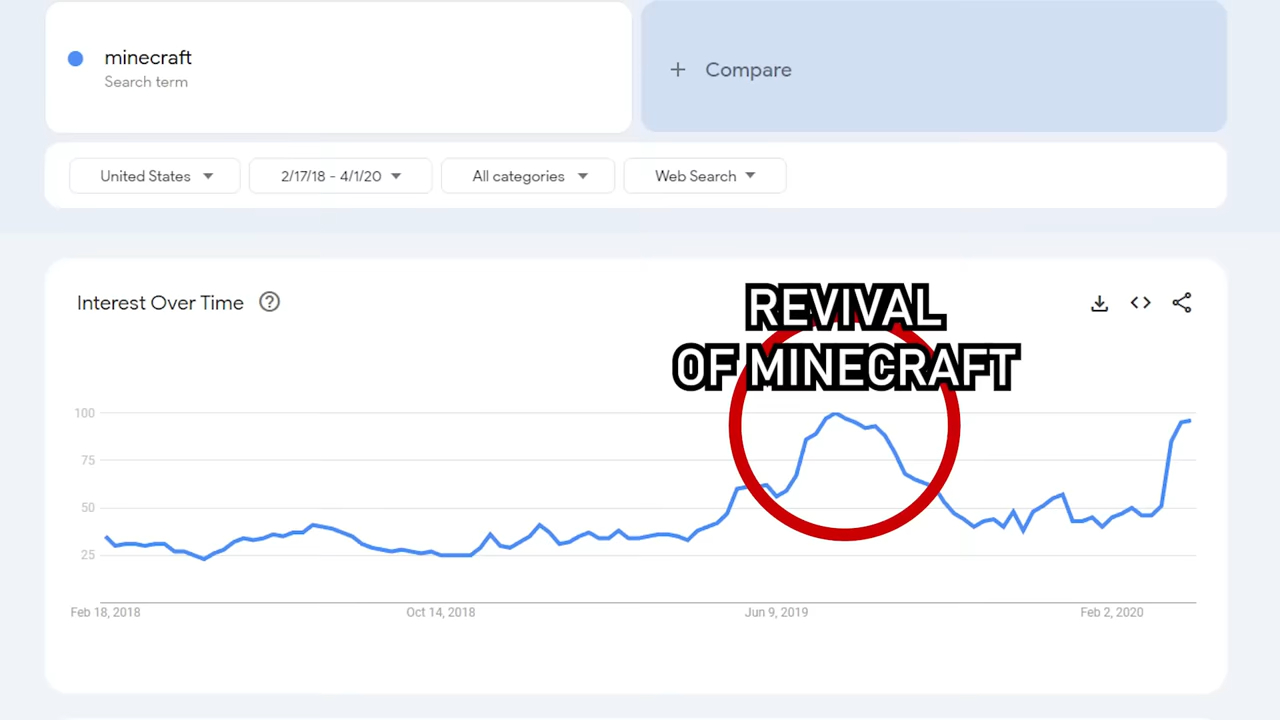 minecraft
Search term
+ Compare
United States
2/17/18 - 4/1/20
All categories
Web Search
Interest Over Time
REVIVAL
OF MINECRAFT
100
75
50
25
Feb 18, 2018
Oct 14, 2018
Jun 9, 2019
Feb 2, 2020